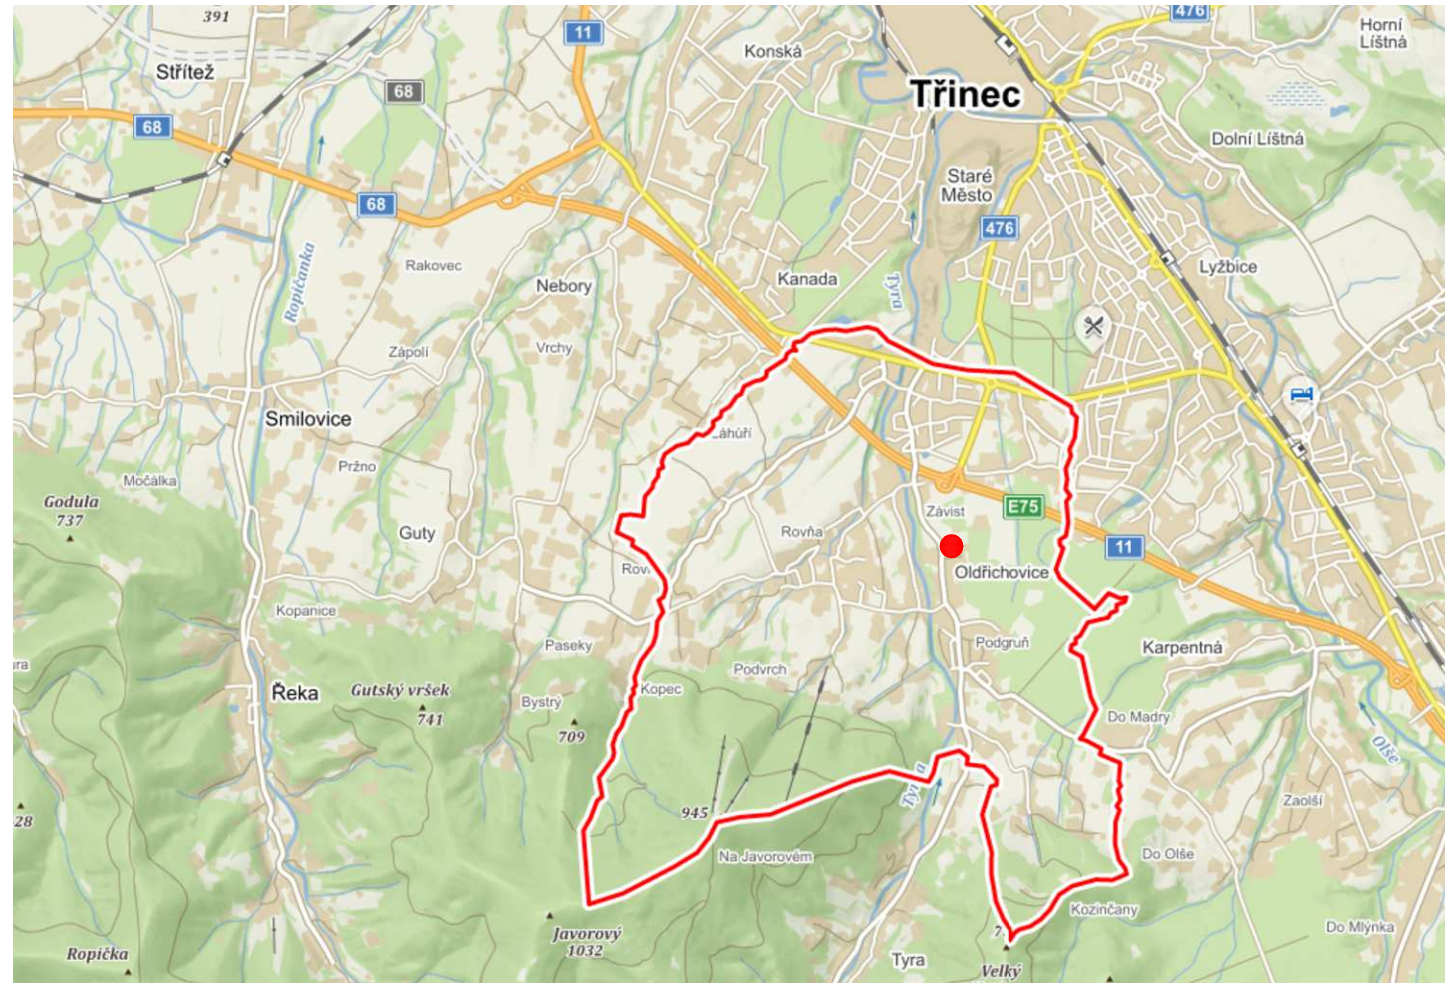 391
476
Horní
Líštná
11
Konská
Střítež
68
Třinec
68
Dolní Líštná
Staré
Město
68
476
Ropičanka
Rakovec
Kanada
Tyra
Lyžbice
Nebory
Zápolí
Vrchy
Smilovice
Pržno
Močálka
Godula
737
Guty
Rovňa
Závist
E75
11
Oldřichovice
Kopanice
Paseky
Podvrch
Podgruň
Karpentná
Řeka
Gutský vršek
741
Bystrý
709
Kopec
Do Madry
Olše
945
Zaolší
Na Javorovém
Do Olše
Kozinčany
Javorový
1032
Ropička
Tyra
Velký
Do Mlýnka